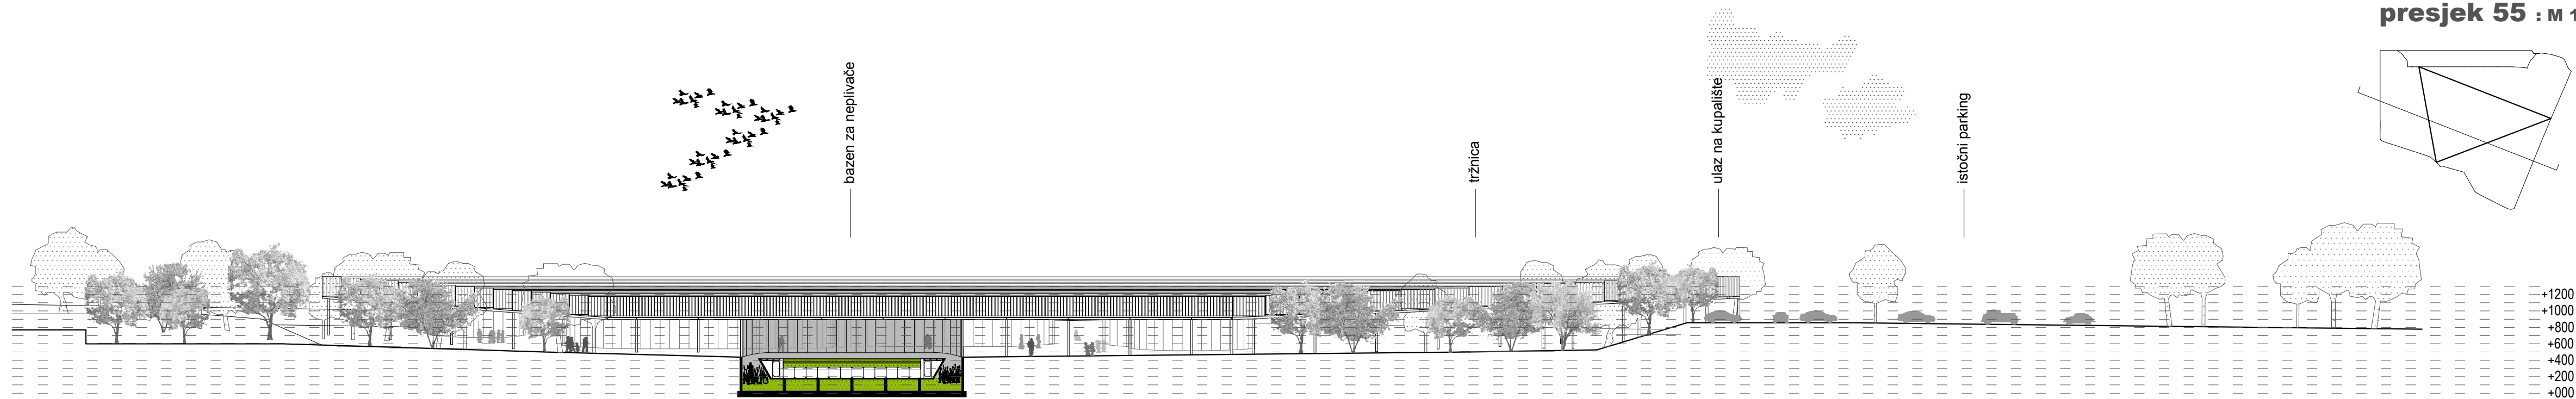 presjek 55 : M 1
bazen za neplivače
tržnica
ulaz na kupalište
istočni parking
+1200
+1000
+800
+600
+400
+200
+000